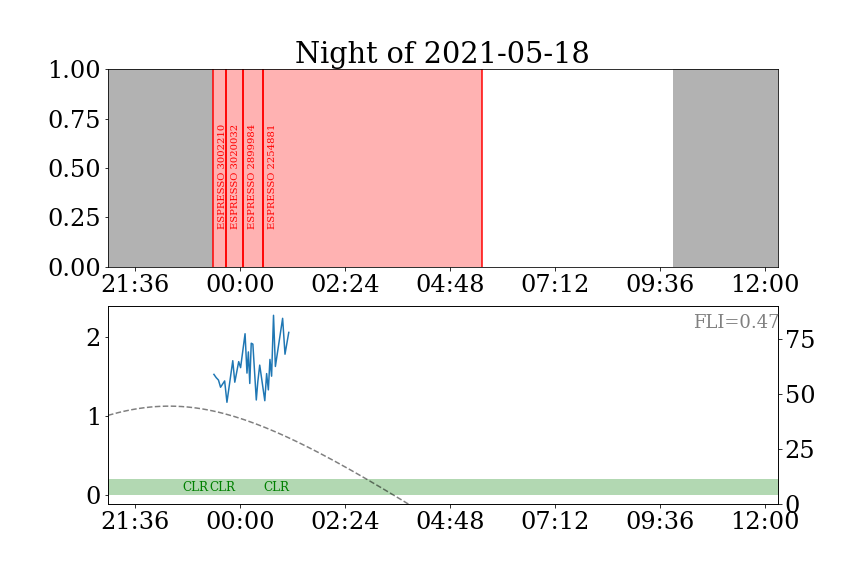 Night of 2021-05-18
1.00
0.75
0.50
0.25
0.00
ESPRESSO 3002210
ESPRESSO 3020032
ESPRESSO 2899984
ESPRESSO 2254881
21:36 00:00 02:24 04:48 07:12 09:36 12:00
FLI=0.47
2
1
0
75
50
25
0
CLR CLR CLR
21:36 00:00 02:24 04:48 07:12 09:36 12:00